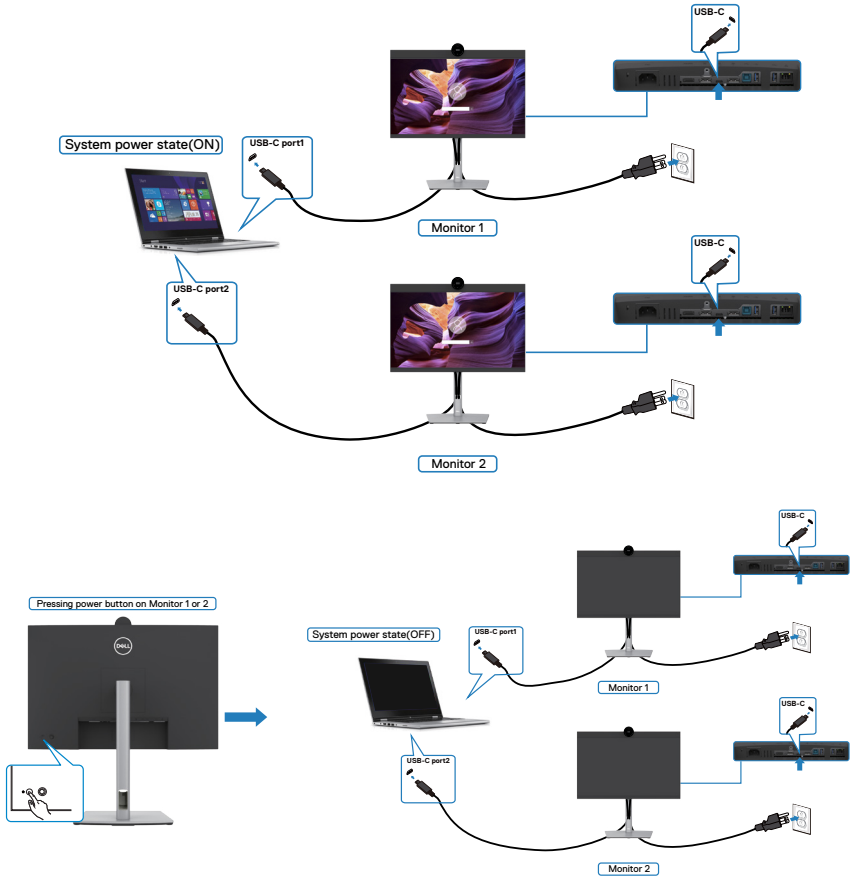 USB-C
System power state(ON)
USB-C port1
Monitor 1
USB-C port2
USB-C
Monitor 2
Pressing power button on Monitor 1 or 2
DELL
System power state(OFF)
USB-C port1
USB-C
Monitor 1
USB-C port2
USB-C
Monitor 2